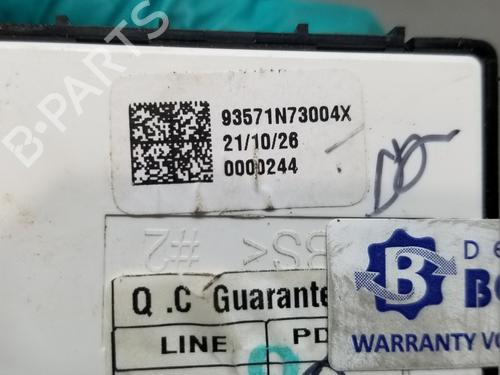 B-PARTS
93571N73004X
21/10/26
0000244
#2
Q .C Guarante
LINE
PD
B
WARRANTY VO